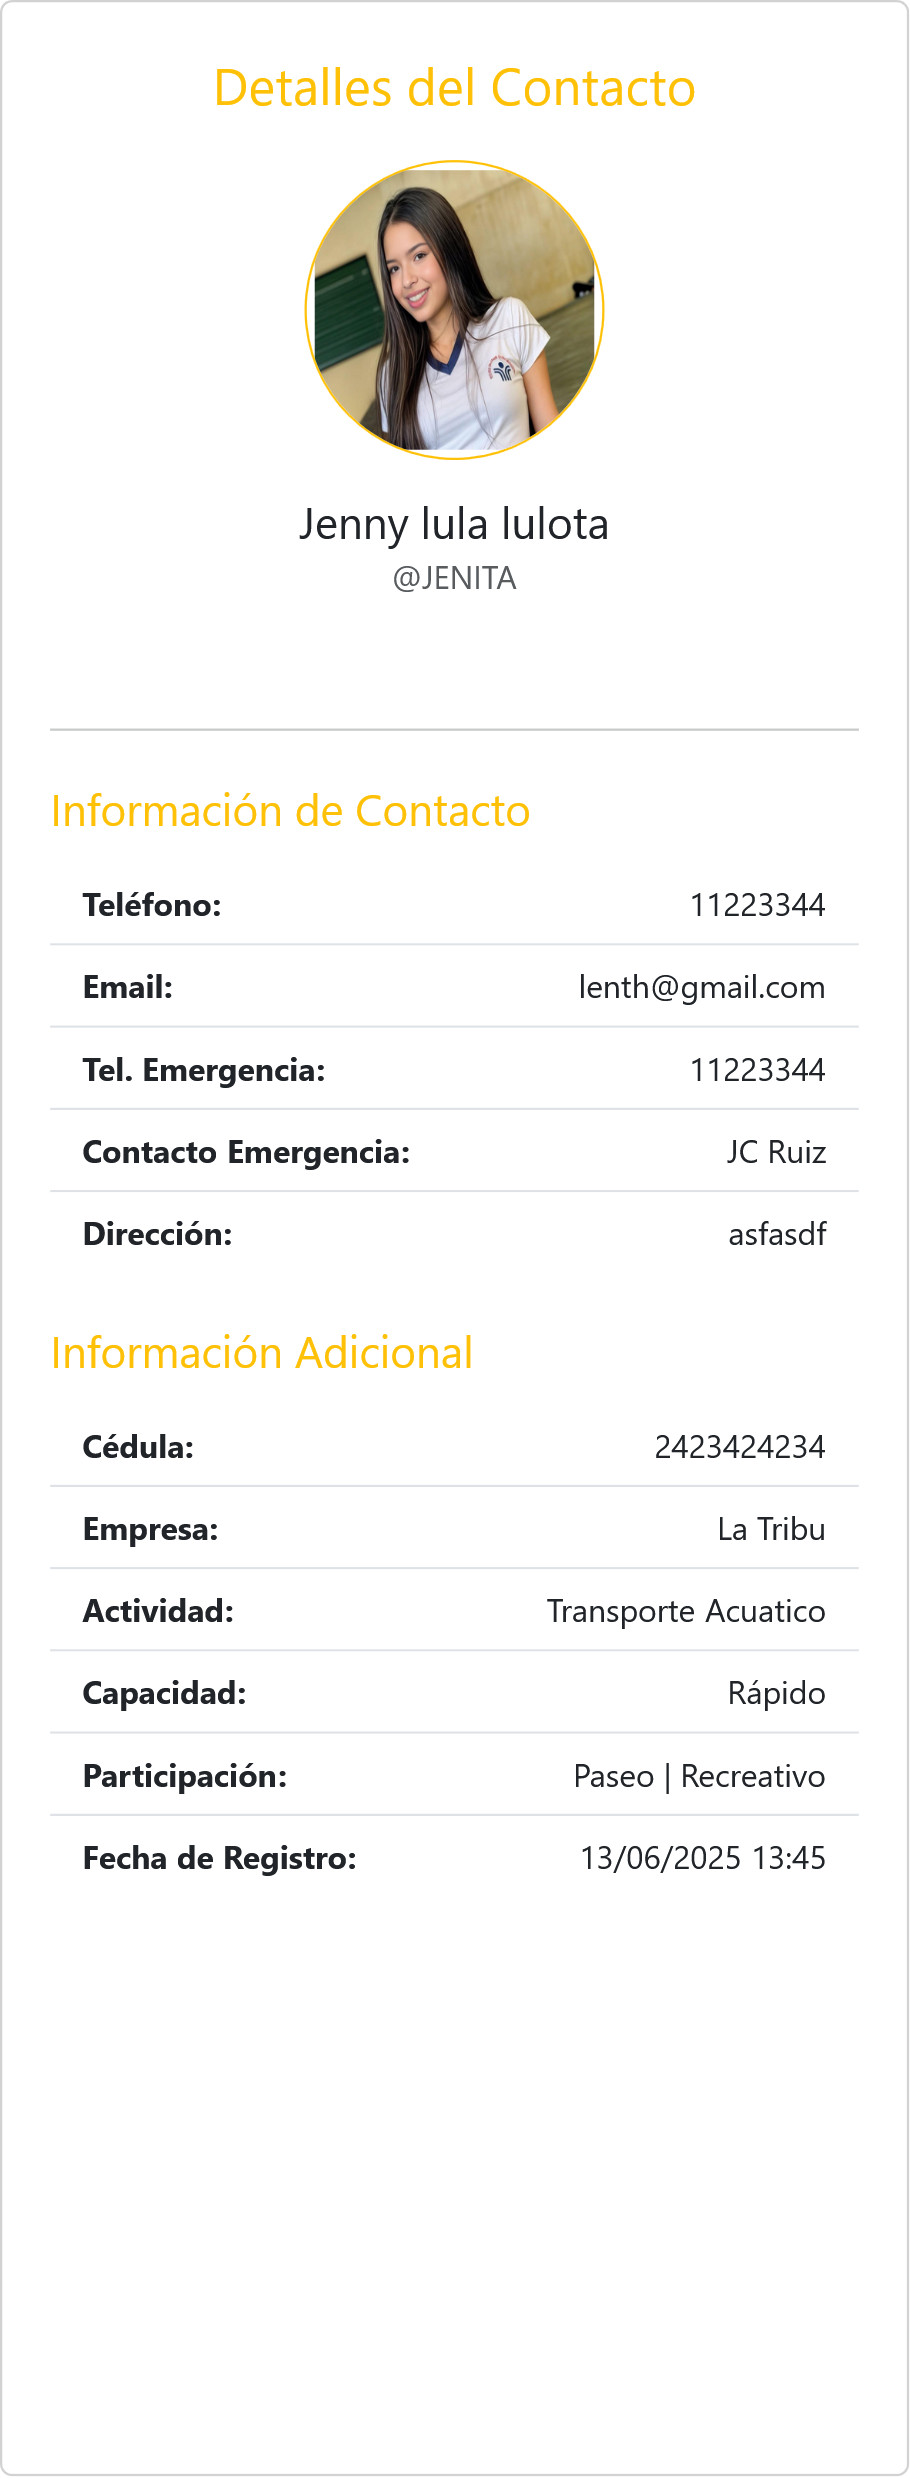 Detalles del Contacto
Jenny lula lulota
@JENITA
Información de Contacto
Teléfono: 11223344
Email: lenth@gmail.com
Tel. Emergencia: 11223344
Contacto Emergencia: JC Ruiz
Dirección: asfasdf
Información Adicional
Cédula: 2423424234
Empresa: La Tribu
Actividad: Transporte Acuatico
Capacidad: Rápido
Participación: Paseo | Recreativo
Fecha de Registro: 13/06/2025 13:45